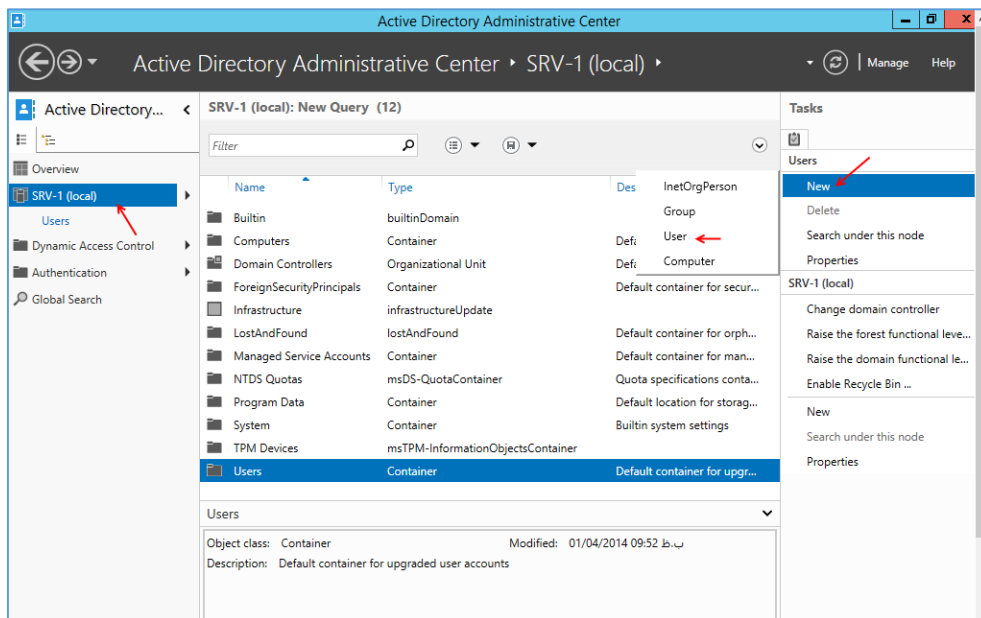 Active Directory Administrative Center
Active Directory Administrative Center ‣ SRV-1 (local) ‣
Manage
Help
Active Directory...
Overview
SRV-1 (local)
Users
Dynamic Access Control
Authentication
Global Search
SRV-1 (local): New Query (12)
Filter
Name Type Des
Builtin builtinDomain
Computers Container Defa
Domain Controllers Organizational Unit Defa
ForeignSecurityPrincipals Container Default container for secur...
Infrastructure infrastructureUpdate
LostAndFound lostAndFound Default container for orph...
Managed Service Accounts Container Default container for man...
NTDS Quotas msDS-QuotaContainer Quota specifications conta...
Program Data Container Default location for storag...
System Container Builtin system settings
TPM Devices msTPM-InformationObjectsContainer
Users Container Default container for upgr...
InetOrgPerson
Group
User
Computer
Users
Object class: Container Modified: 01/04/2014 09:52 ب.ظ
Description: Default container for upgraded user accounts
Tasks
Users
New
Delete
Search under this node
Properties
SRV-1 (local)
Change domain controller
Raise the forest functional leve...
Raise the domain functional le...
Enable Recycle Bin ...
New
Search under this node
Properties